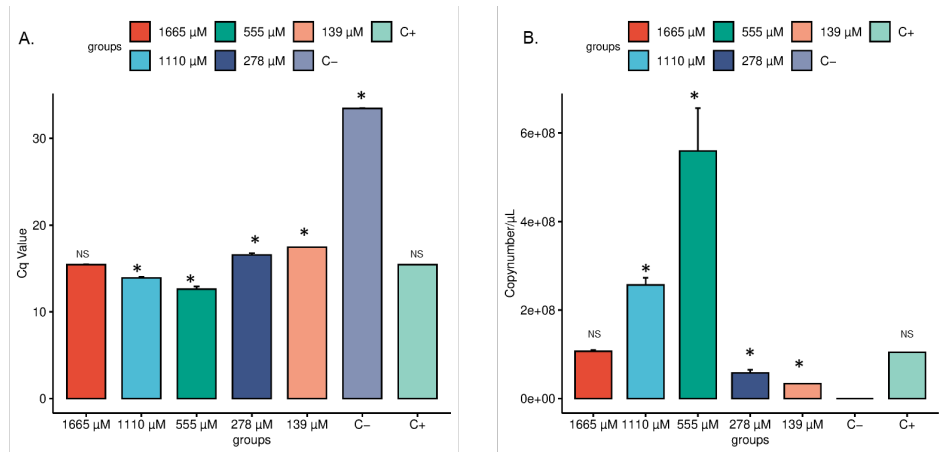 A.
groups
1665 μM
555 μM
139 μM
C+
1110 μM
278 μM
C−
Cq Value
30
20
10
0
NS
*
*
*
*
*
NS
1665 μM 1110 μM 555 μM 278 μM 139 μM C− C+
groups
B.
groups
1665 μM
555 μM
139 μM
C+
1110 μM
278 μM
C−
Copynumber/μL
6e+08
4e+08
2e+08
0e+00
NS
*
*
*
*
NS
1665 μM 1110 μM 555 μM 278 μM 139 μM C− C+
groups